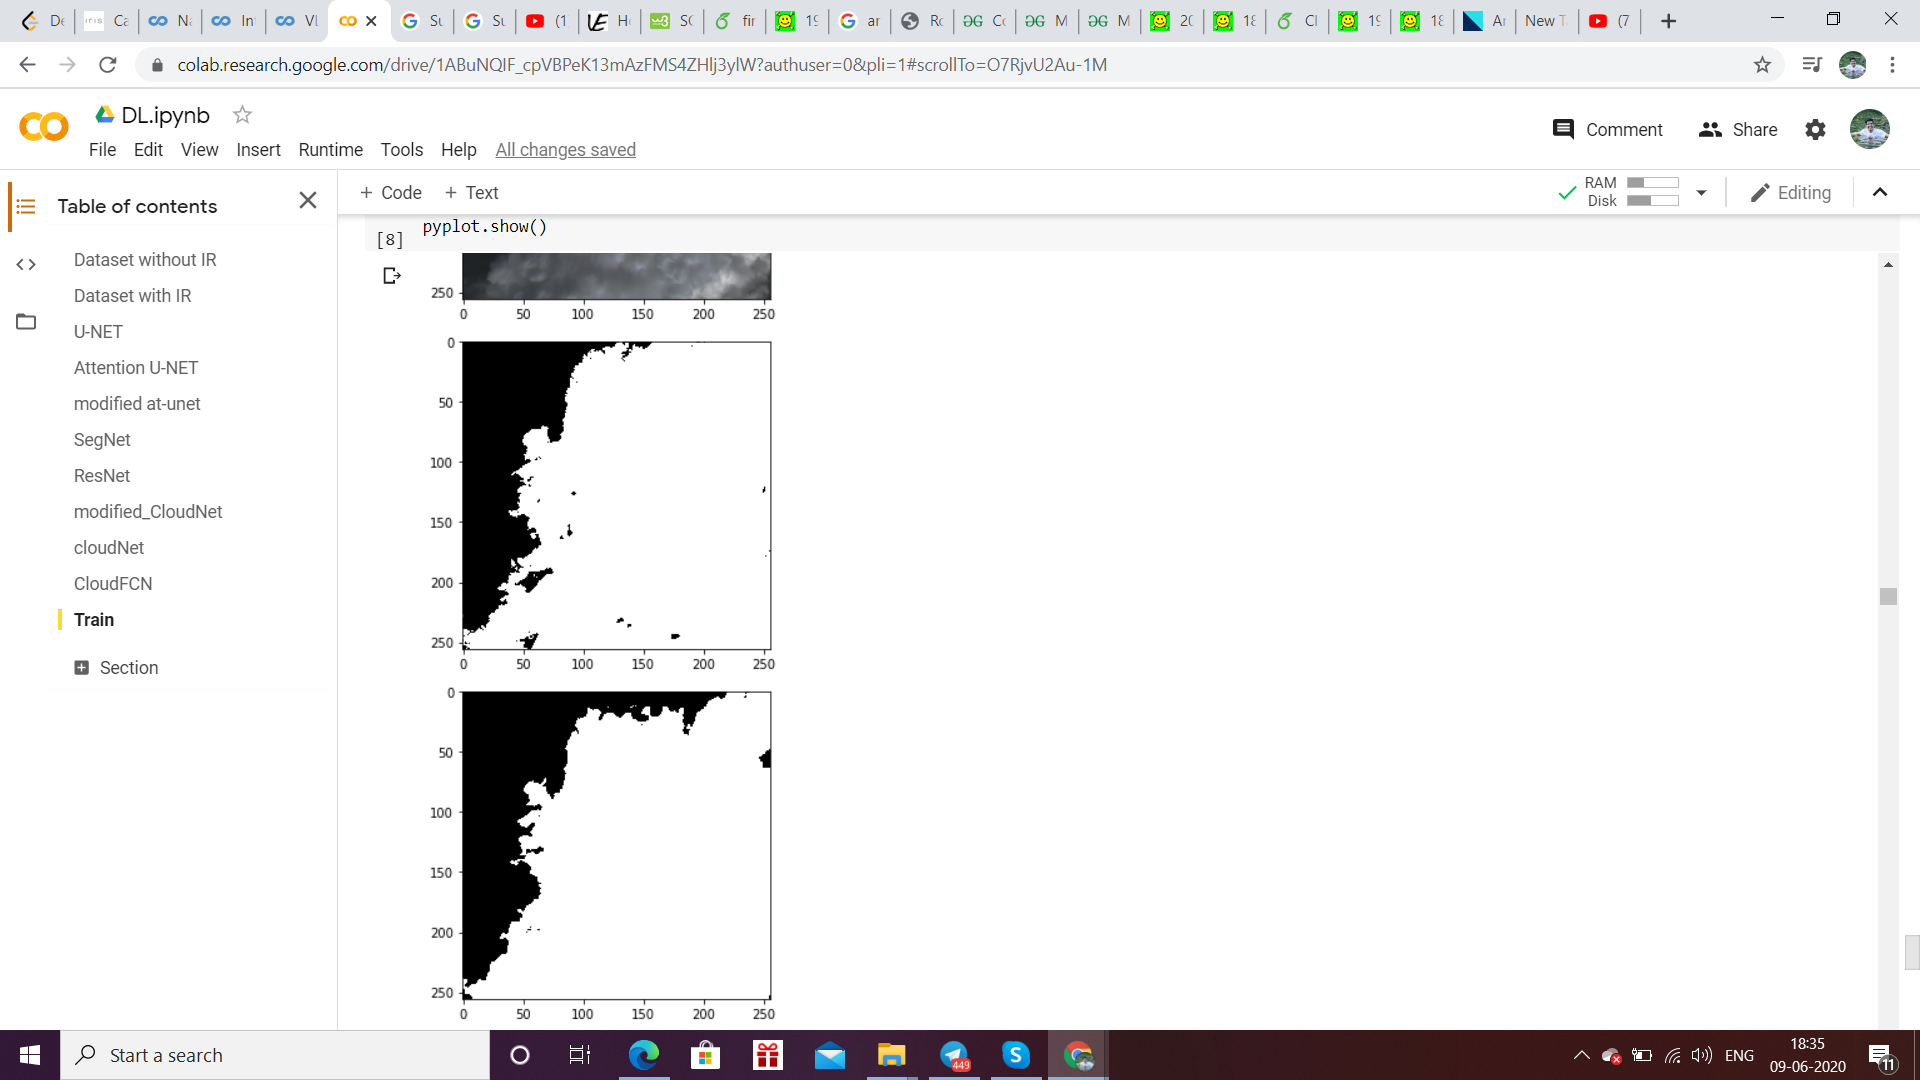 De
Ca
Na
In
VL
Su
Su
(1
H
SC
fir
19
ar
Ro
Co
M
M
20
18
Cl
19
18
Ar
New T
(7
colab.research.google.com/drive/1ABuNQIF_cpVBPeK13mAzFMS4ZHlj3ylW?authuser=0&pli=1#scrollTo=O7RjvU2Au-1M
DL.ipynb
File Edit View Insert Runtime Tools Help All changes saved
Comment Share
Table of contents
Dataset without IR
Dataset with IR
U-NET
Attention U-NET
modified at-unet
SegNet
ResNet
modified_CloudNet
cloudNet
CloudFCN
Train
Section
+ Code + Text
RAM
Disk
Editing
pyplot.show()
[8]
250
0 50 100 150 200 250
0
50
100
150
200
250
0 50 100 150 200 250
0
50
100
150
200
250
0 50 100 150 200 250
Start a search
449
ENG
18:35
09-06-2020
11